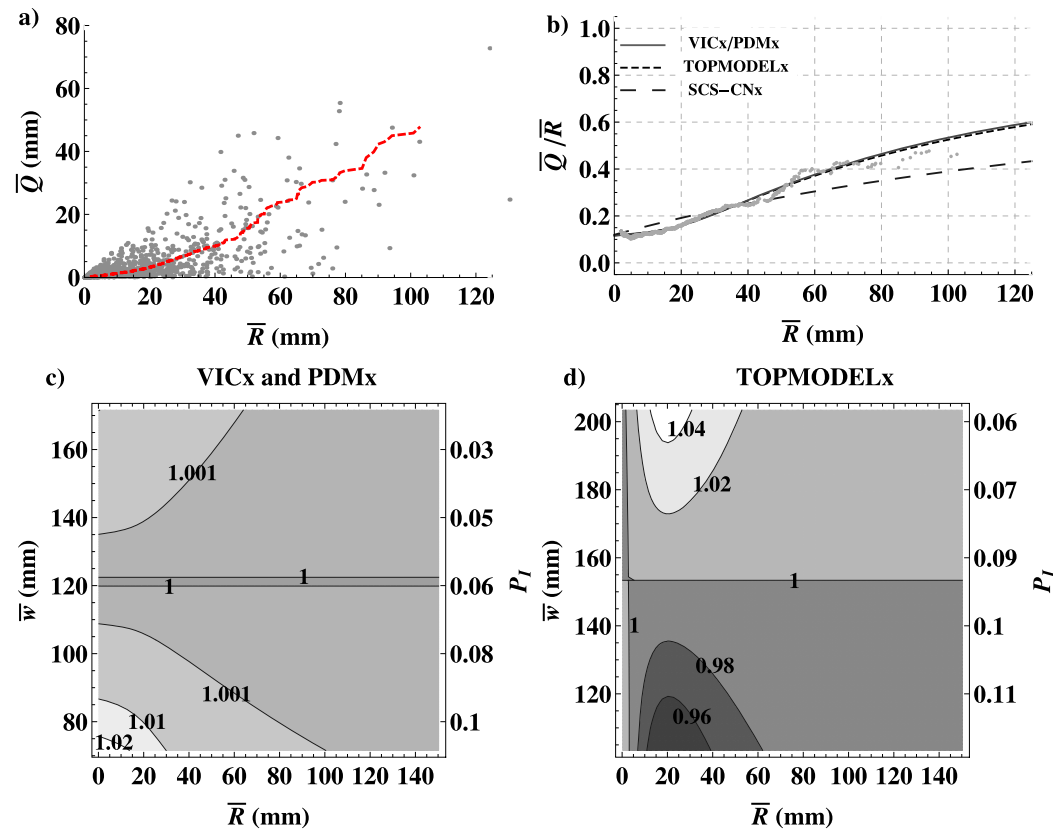 a)
80
60
40
20
0
Q̅ (mm)
0 20 40 60 80 100 120
R̅ (mm)
b)
1.0
0.8
0.6
0.4
0.2
0.0
Q̅/R̅
VICx/PDMx
TOPMODELx
SCS−CNx
0 20 40 60 80 100 120
R̅ (mm)
c)
VICx and PDMx
160
140
120
100
80
w̅ (mm)
1.001
1
1
1.001
1.001
1.01
1.02
0.03
0.05
0.06
0.08
0.1
P_I
0 20 40 60 80 100 120 140
R̅ (mm)
d)
TOPMODELx
200
180
160
140
120
w̅ (mm)
1.04
1.02
1
1
0.98
0.96
0.06
0.07
0.09
0.1
0.11
P_I
0 20 40 60 80 100 120 140
R̅ (mm)